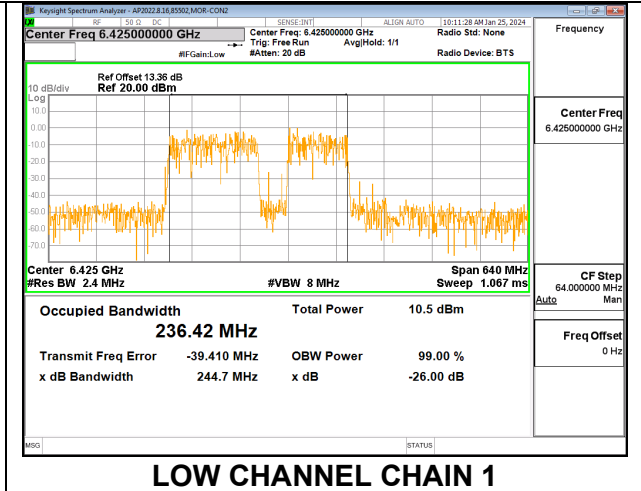 Keysight Spectrum Analyzer - AP2022.8.16,85502,MOR-CON2
RF 50 Ω DC SENSE:INT ALIGN AUTO 10:11:28 AM Jan 25, 2024
Center Freq 6.425000000 GHz
Center Freq: 6.425000000 GHz
Radio Std: None
Trig: Free Run Avg|Hold: 1/1
#IFGain:Low #Atten: 20 dB Radio Device: BTS
Frequency
Ref Offset 13.36 dB
10 dB/div Ref 20.00 dBm
Log
10.0
0.00
-10.0
-20.0
-30.0
-40.0
-50.0
-60.0
-70.0
Center Freq
6.425000000 GHz
Center 6.425 GHz Span 640 MHz
#Res BW 2.4 MHz #VBW 8 MHz Sweep 1.067 ms
CF Step
64.000000 MHz
Auto Man
Occupied Bandwidth Total Power 10.5 dBm
236.42 MHz
Transmit Freq Error -39.410 MHz OBW Power 99.00 %
x dB Bandwidth 244.7 MHz x dB -26.00 dB
Freq Offset
0 Hz
MSG STATUS
LOW CHANNEL CHAIN 1